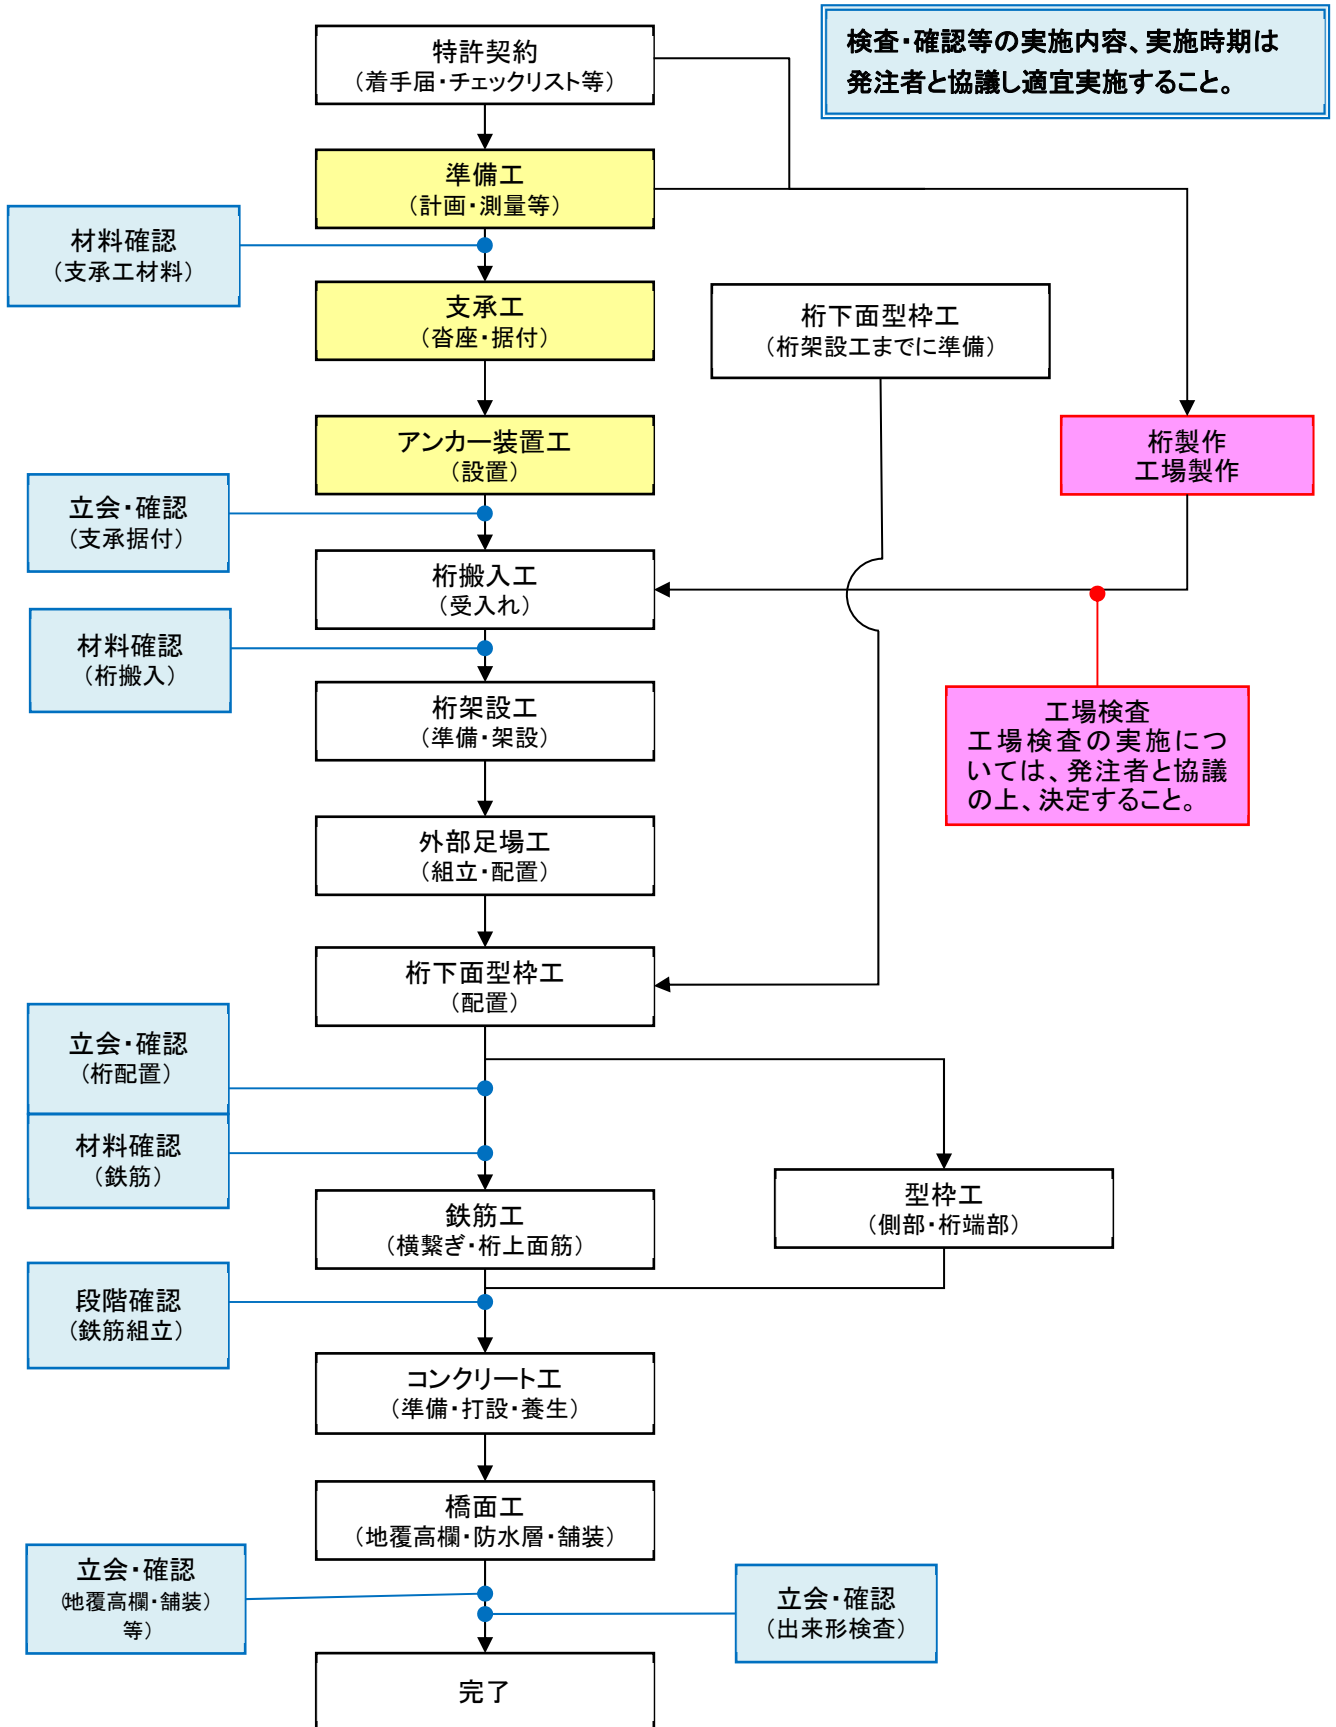 検査・確認等の実施内容、実施時期は
発注者と協議し適宜実施すること。
特許契約
（着手届・チェックリスト等）
準備工
（計画・測量等）
材料確認
（支承工材料）
支承工
（沓座・据付）
桁下面型枠工
（桁架設工までに準備）
アンカー装置工
（設置）
桁製作
工場製作
立会・確認
（支承据付）
桁搬入工
（受入れ）
材料確認
（桁搬入）
桁架設工
（準備・架設）
工場検査
工場検査の実施につ
いては、発注者と協議
の上、決定すること。
外部足場工
（組立・配置）
桁下面型枠工
（配置）
立会・確認
（桁配置）
材料確認
（鉄筋）
鉄筋工
（横繋ぎ・桁上面筋）
型枠工
（側部・桁端部）
段階確認
（鉄筋組立）
コンクリート工
（準備・打設・養生）
橋面工
（地覆高欄・防水層・舗装）
立会・確認
（地覆高欄・舗装）
等）
立会・確認
（出来形検査）
完了